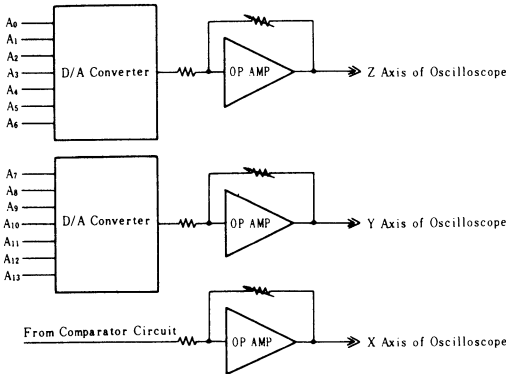 A0
A1
A2
A3
A4
A5
A6
D/A Converter
OP AMP
Z Axis of Oscilloscope
A7
A8
A9
A10
A11
A12
A13
D/A Converter
OP AMP
Y Axis of Oscilloscope
From Comparator Circuit
OP AMP
X Axis of Oscilloscope